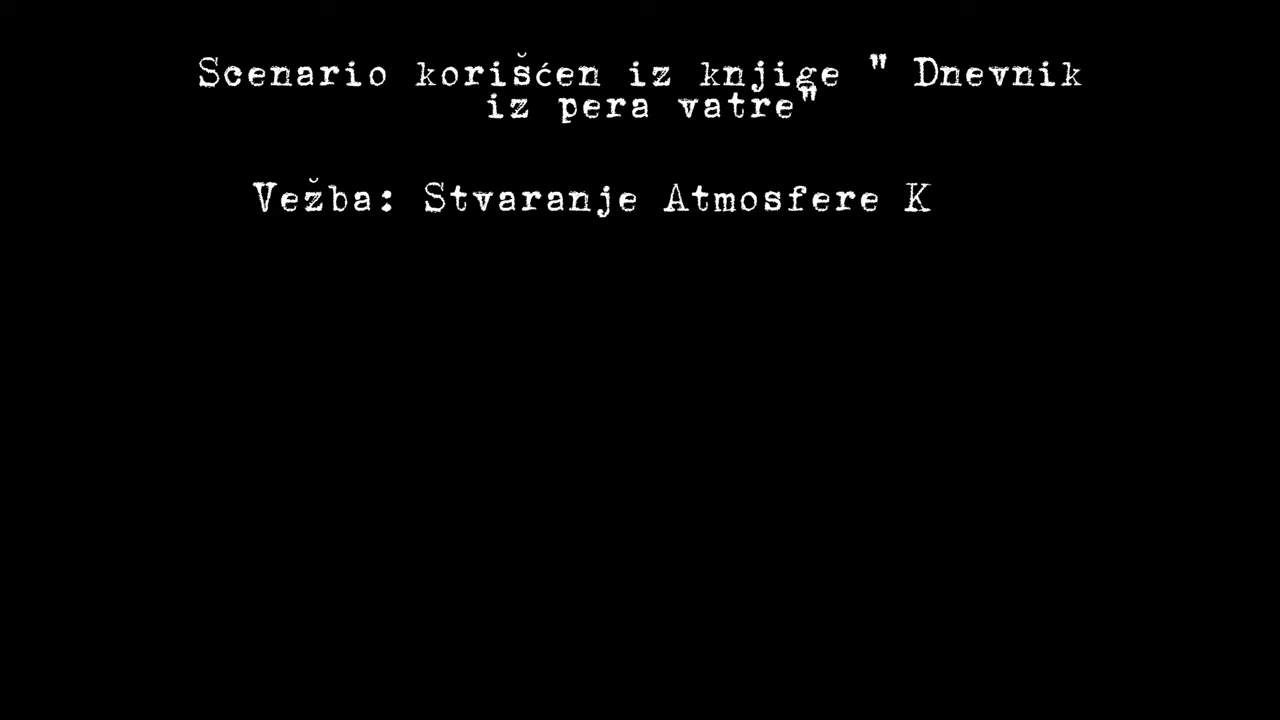 Scenario korišćen iz knjige " Dnevnik
iz pera vatre"
Vežba: Stvaranje Atmosfere K